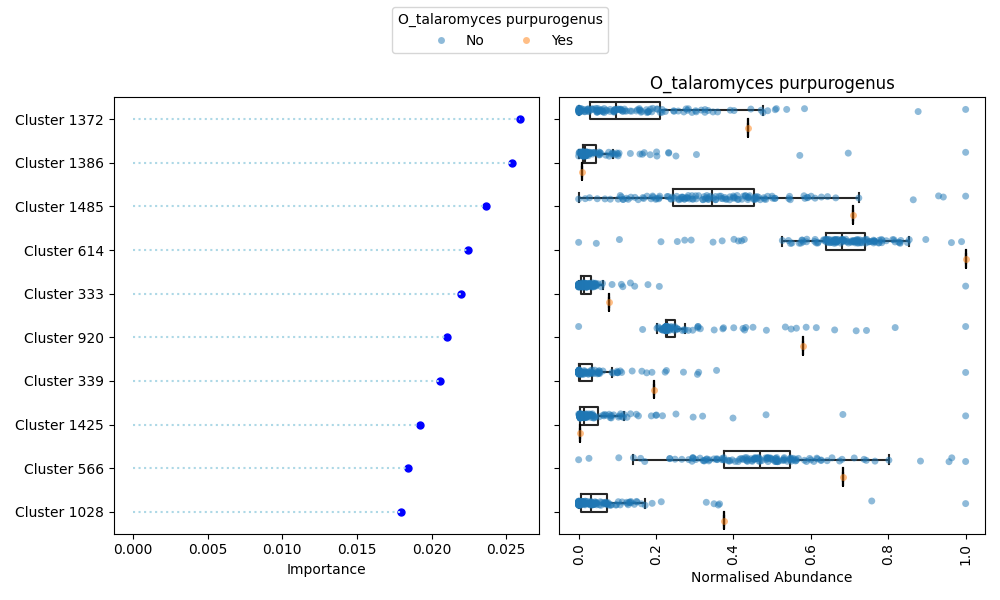 O_talaromyces purpurogenus
No Yes
O_talaromyces purpurogenus
Cluster 1372
Cluster 1386
Cluster 1485
Cluster 614
Cluster 333
Cluster 920
Cluster 339
Cluster 1425
Cluster 566
Cluster 1028
0.000 0.005 0.010 0.015 0.020 0.025
Importance
0.0 0.2 0.4 0.6 0.8 1.0
Normalised Abundance